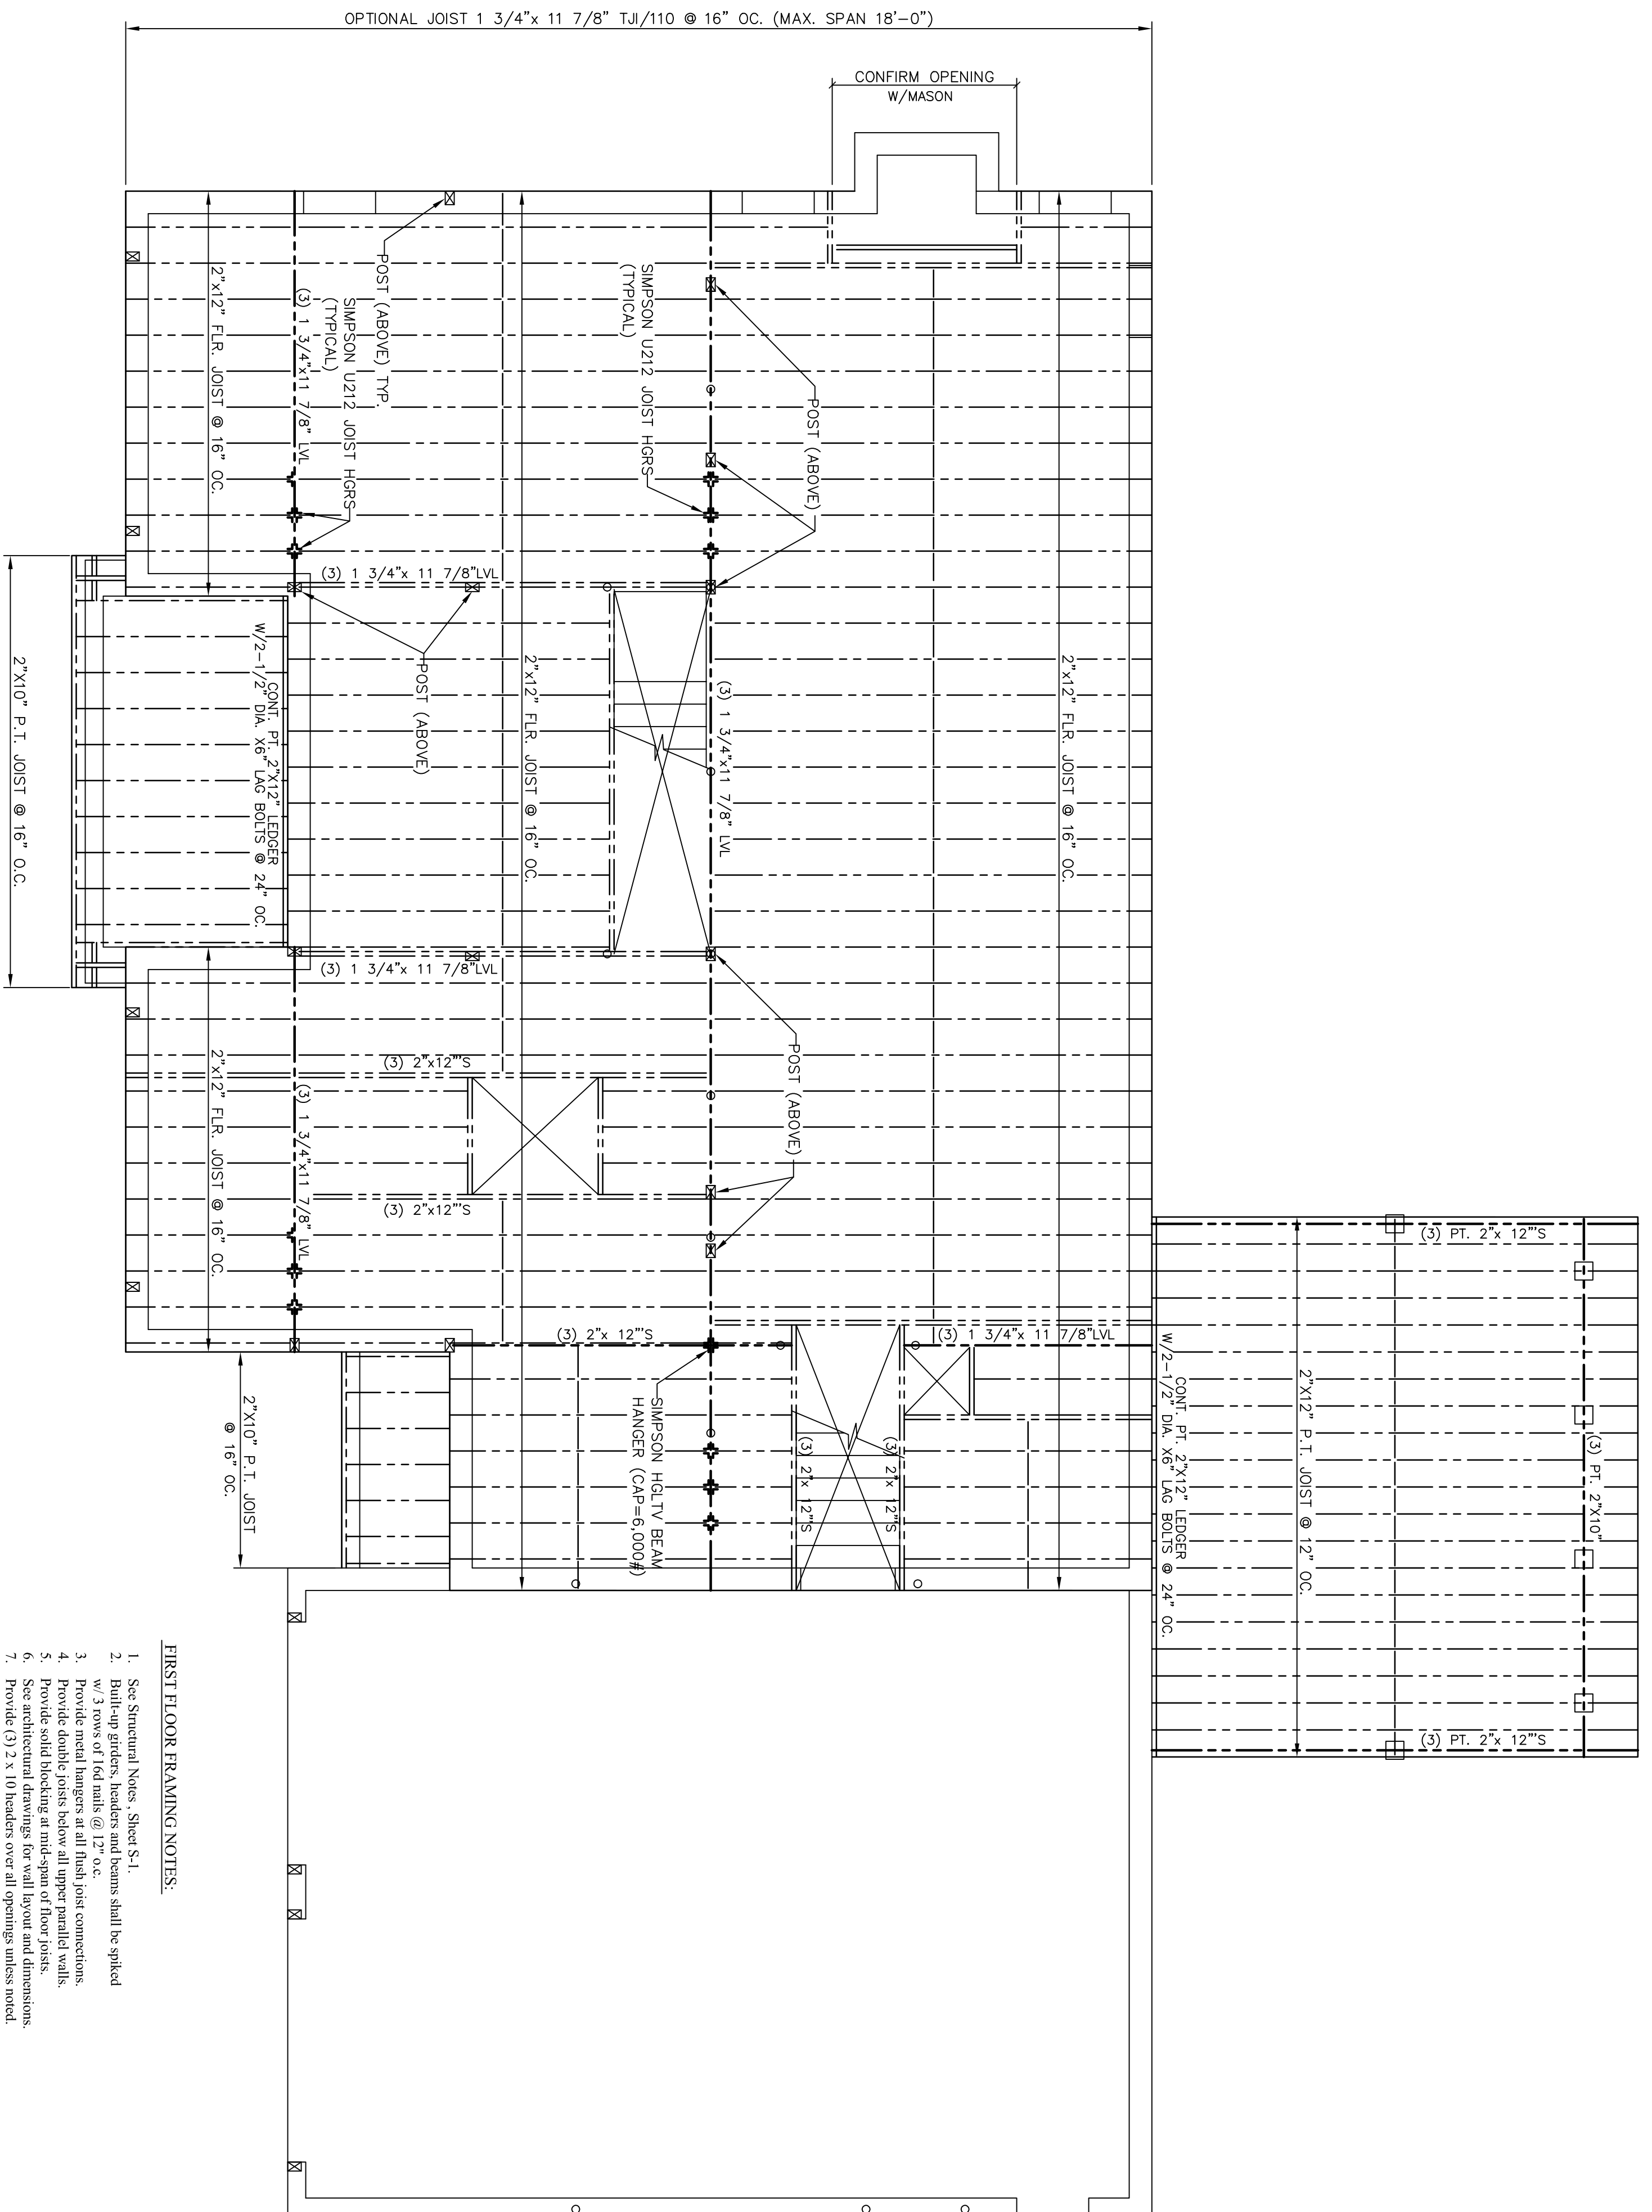 OPTIONAL JOIST 1 3/4"x 11 7/8" TJI/110 @ 16" OC. (MAX. SPAN 18'-0")
CONFIRM OPENING
W/MASON
2"x12" FLR. JOIST @ 16" OC.
(3) 1 3/4"x11 7/8" LVL
SIMPSON U212 JOIST HGRS
(TYPICAL)
POST (ABOVE) TYP.
SIMPSON U212 JOIST HGRS
(TYPICAL)
POST (ABOVE)
(3) 1 3/4"x 11 7/8"LVL
POST (ABOVE)
2"x12" FLR. JOIST @ 16" OC.
(3) 1 3/4"x11 7/8" LVL
2"x12" FLR. JOIST @ 16" OC.
CONT. PT. 2"X12" LEDGER
W/2-1/2" DIA. X6" LAG BOLTS @ 24" OC.
2"X10" P.T. JOIST @ 16" O.C.
(3) 1 3/4"x 11 7/8"LVL
POST (ABOVE)
(3) 2"x12"'S
(3) 2"x12"'S
2"x12" FLR. JOIST @ 16" OC.
(3) 1 3/4"x11 7/8" LVL
(3) 2"x 12"'S
(3) 1 3/4"x 11 7/8"LVL
(3) 2"x 12"'S
(3) 2"x 12"'S
SIMPSON HGLTV BEAM
HANGER (CAP=6,000#)
2"X10" P.T. JOIST
@ 16" OC.
(3) PT. 2"x 12"'S
(3) PT. 2"X10"
2"X12" P.T. JOIST @ 12" OC.
CONT. PT. 2"X12" LEDGER
W/2-1/2" DIA. X6" LAG BOLTS @ 24" OC.
(3) PT. 2"x 12"'S
FIRST FLOOR FRAMING NOTES:
1. See Structural Notes , Sheet S-1.
2. Built-up girders, headers and beams shall be spiked
w/ 3 rows of 16d nails @ 12" o.c.
3. Provide metal hangers at all flush joist connections.
4. Provide double joists below all upper parallel walls.
5. Provide solid blocking at mid-span of floor joists.
6. See architectural drawings for wall layout and dimensions.
7. Provide (3) 2 x 10 headers over all openings unless noted.